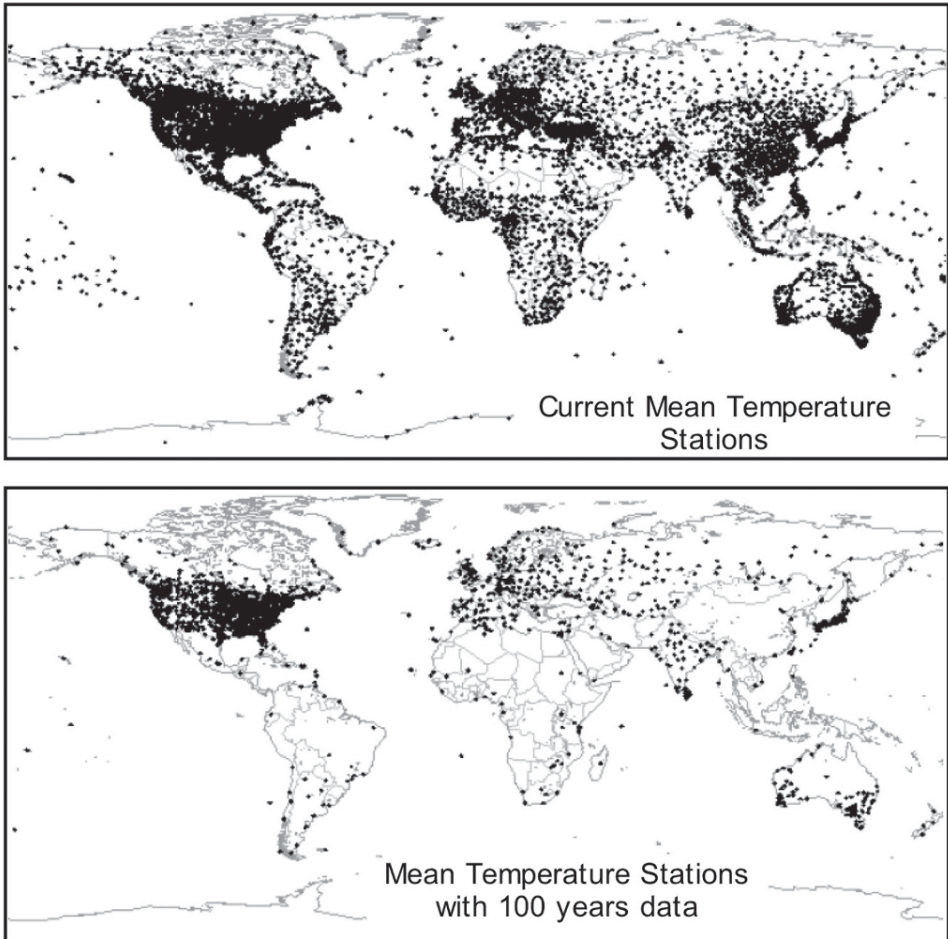 Current Mean Temperature
Stations
Mean Temperature Stations
with 100 years data